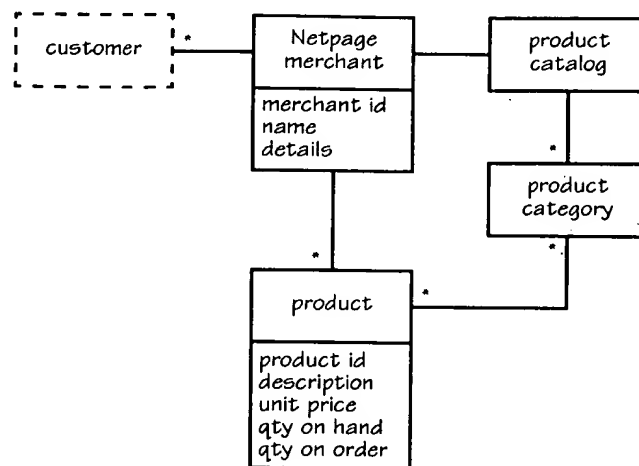 customer
*
Netpage
merchant
merchant id
name
details
product
catalog
*
product
category
*
*
*
product
product id
description
unit price
qty on hand
qty on order